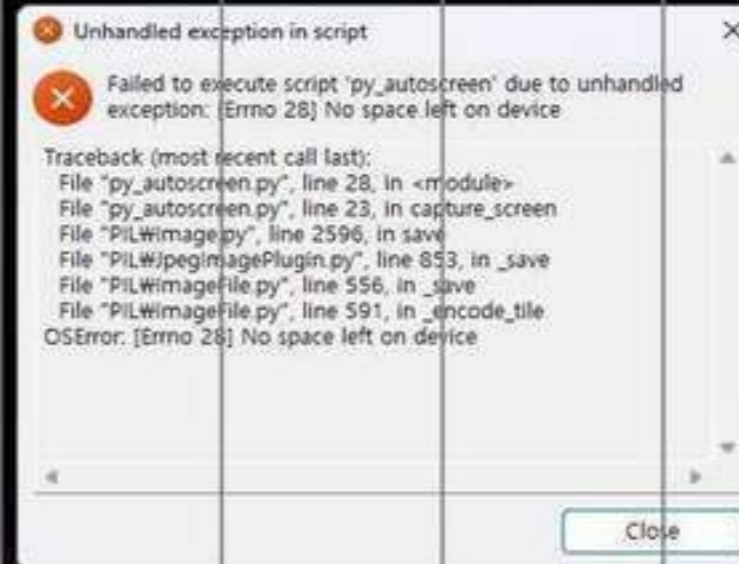 Unhandled exception in script
Failed to execute script 'py_autoscreen' due to unhandled
exception: [Errno 28] No space left on device
Traceback (most recent call last):
File "py_autoscreen.py", line 28, in <module>
File "py_autoscreen.py", line 23, in capture_screen
File "PIL₩Image.py", line 2596, in save
File "PIL₩JpegImagePlugin.py", line 853, in _save
File "PIL₩ImageFile.py", line 556, in _save
File "PIL₩ImageFile.py", line 591, in _encode_tile
OSError: [Errno 28] No space left on device
Close